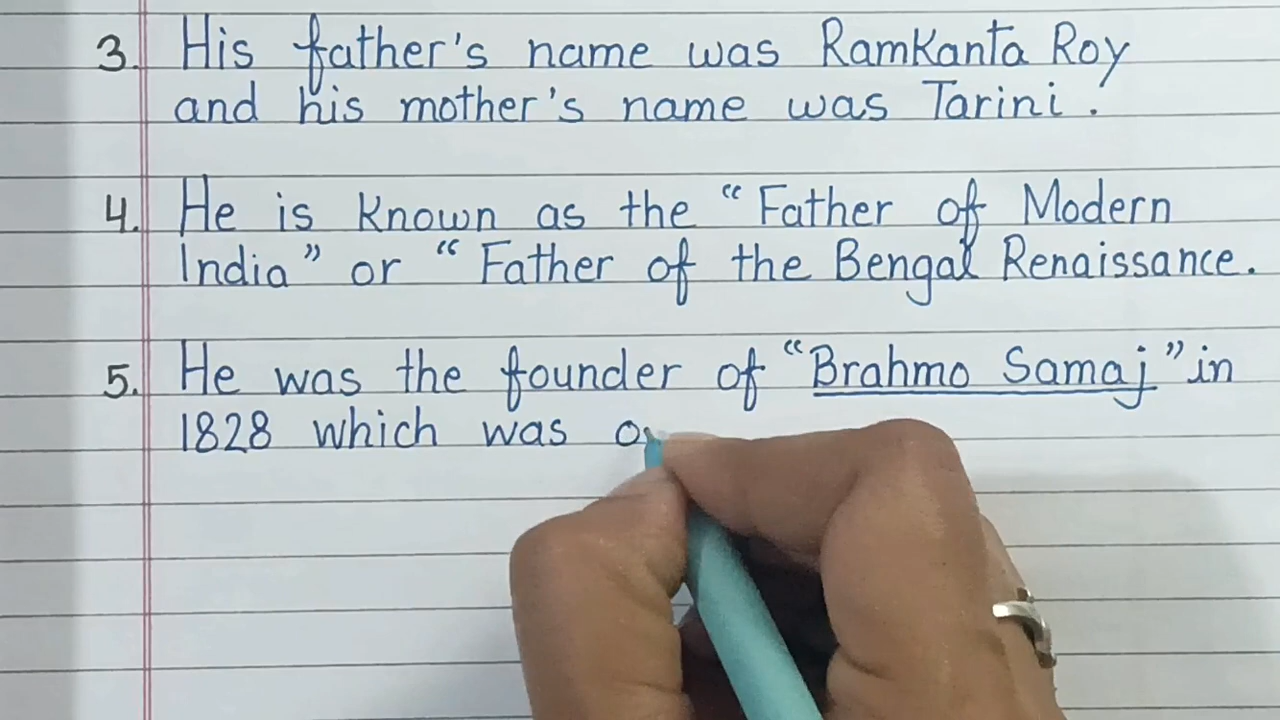 3. His father's name was Ramkanta Roy
and his mother's name was Tarini.
4. He is known as the “Father of Modern
India” or “Father of the Bengal Renaissance.
5. He was the founder of “Brahmo Samaj” in
1828 which was